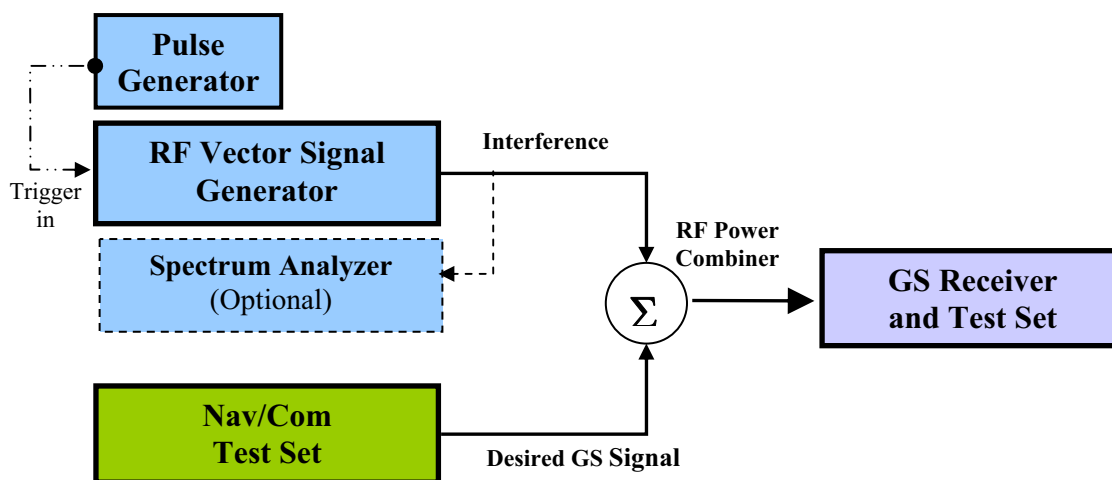 Pulse
Generator
RF Vector Signal
Generator
Trigger
in
Interference
Spectrum Analyzer
(Optional)
RF Power
Combiner
Σ
GS Receiver
and Test Set
Nav/Com
Test Set
Desired GS Signal